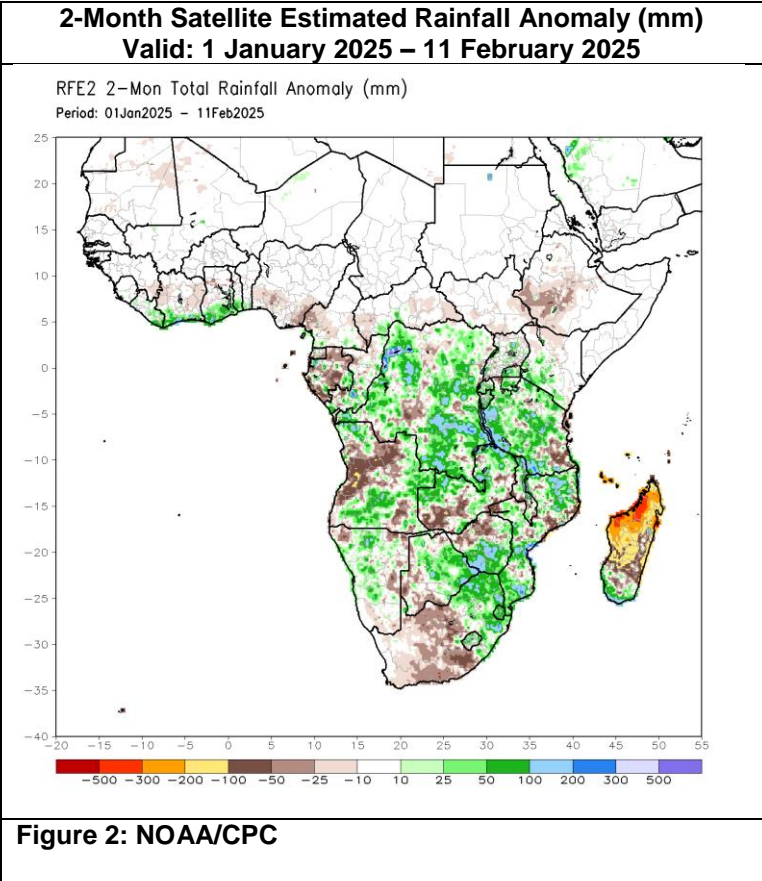 2-Month Satellite Estimated Rainfall Anomaly (mm)
Valid: 1 January 2025 – 11 February 2025
RFE2 2-Mon Total Rainfall Anomaly (mm)
Period: 01Jan2025 – 11Feb2025
25
20
15
10
5
0
−5
−10
−15
−20
−25
−30
−35
−40
−20 −15 −10 −5 0 5 10 15 20 25 30 35 40 45 50 55
−500 −300 −200 −100 −50 −25 −10 10 25 50 100 200 300 500
Figure 2: NOAA/CPC